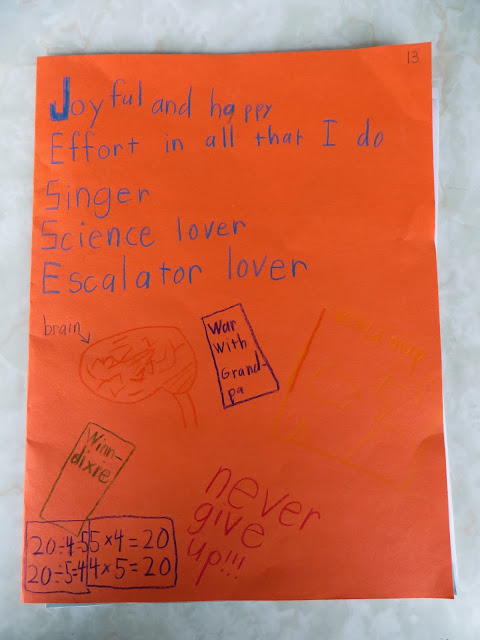 13
Joyful and happy
Effort in all that I do
Singer
Science lover
Escalator lover
brain
War
with
Grand-
pa
Winn-
dixie
never
give
up!!!
20÷4=5 5×4=20
20÷5=4 4×5=20